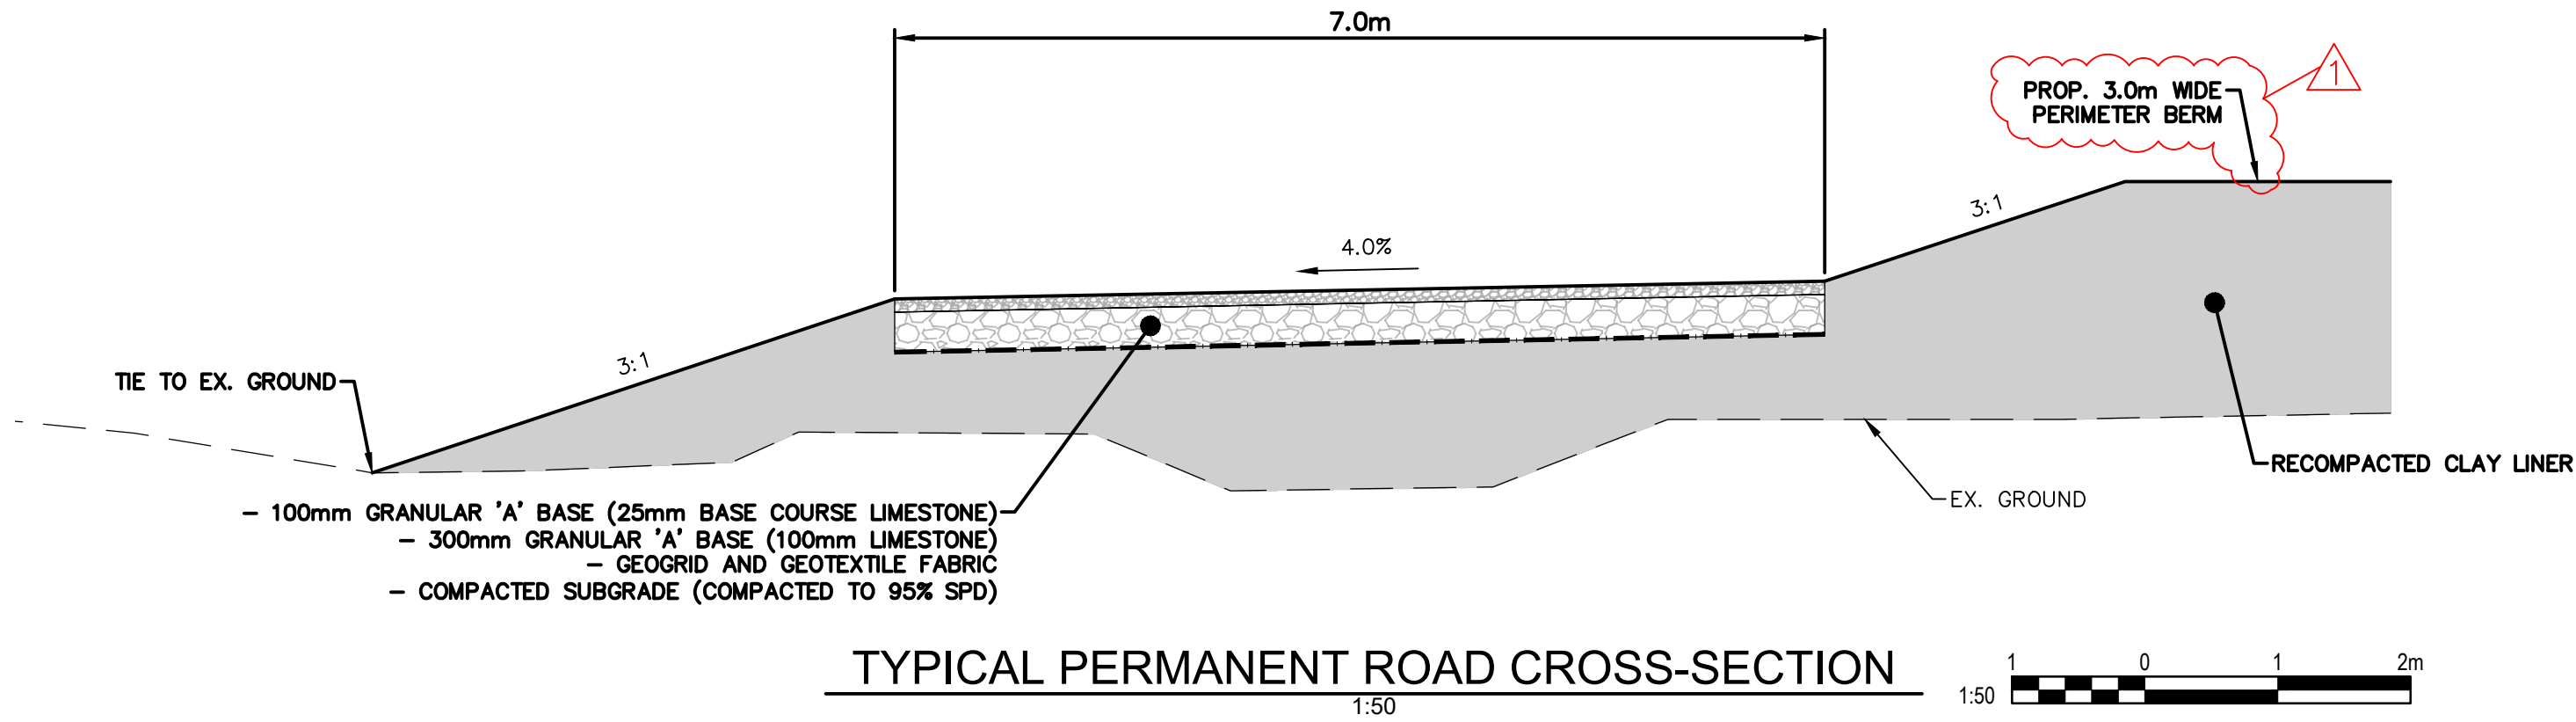 7.0m
1
PROP. 3.0m WIDE
PERIMETER BERM
3:1
4.0%
3:1
TIE TO EX. GROUND
RECOMPACTED CLAY LINER
EX. GROUND
- 100mm GRANULAR 'A' BASE (25mm BASE COURSE LIMESTONE)
- 300mm GRANULAR 'A' BASE (100mm LIMESTONE)
- GEOGRID AND GEOTEXTILE FABRIC
- COMPACTED SUBGRADE (COMPACTED TO 95% SPD)
TYPICAL PERMANENT ROAD CROSS-SECTION
1:50
1 0 1 2m
1:50